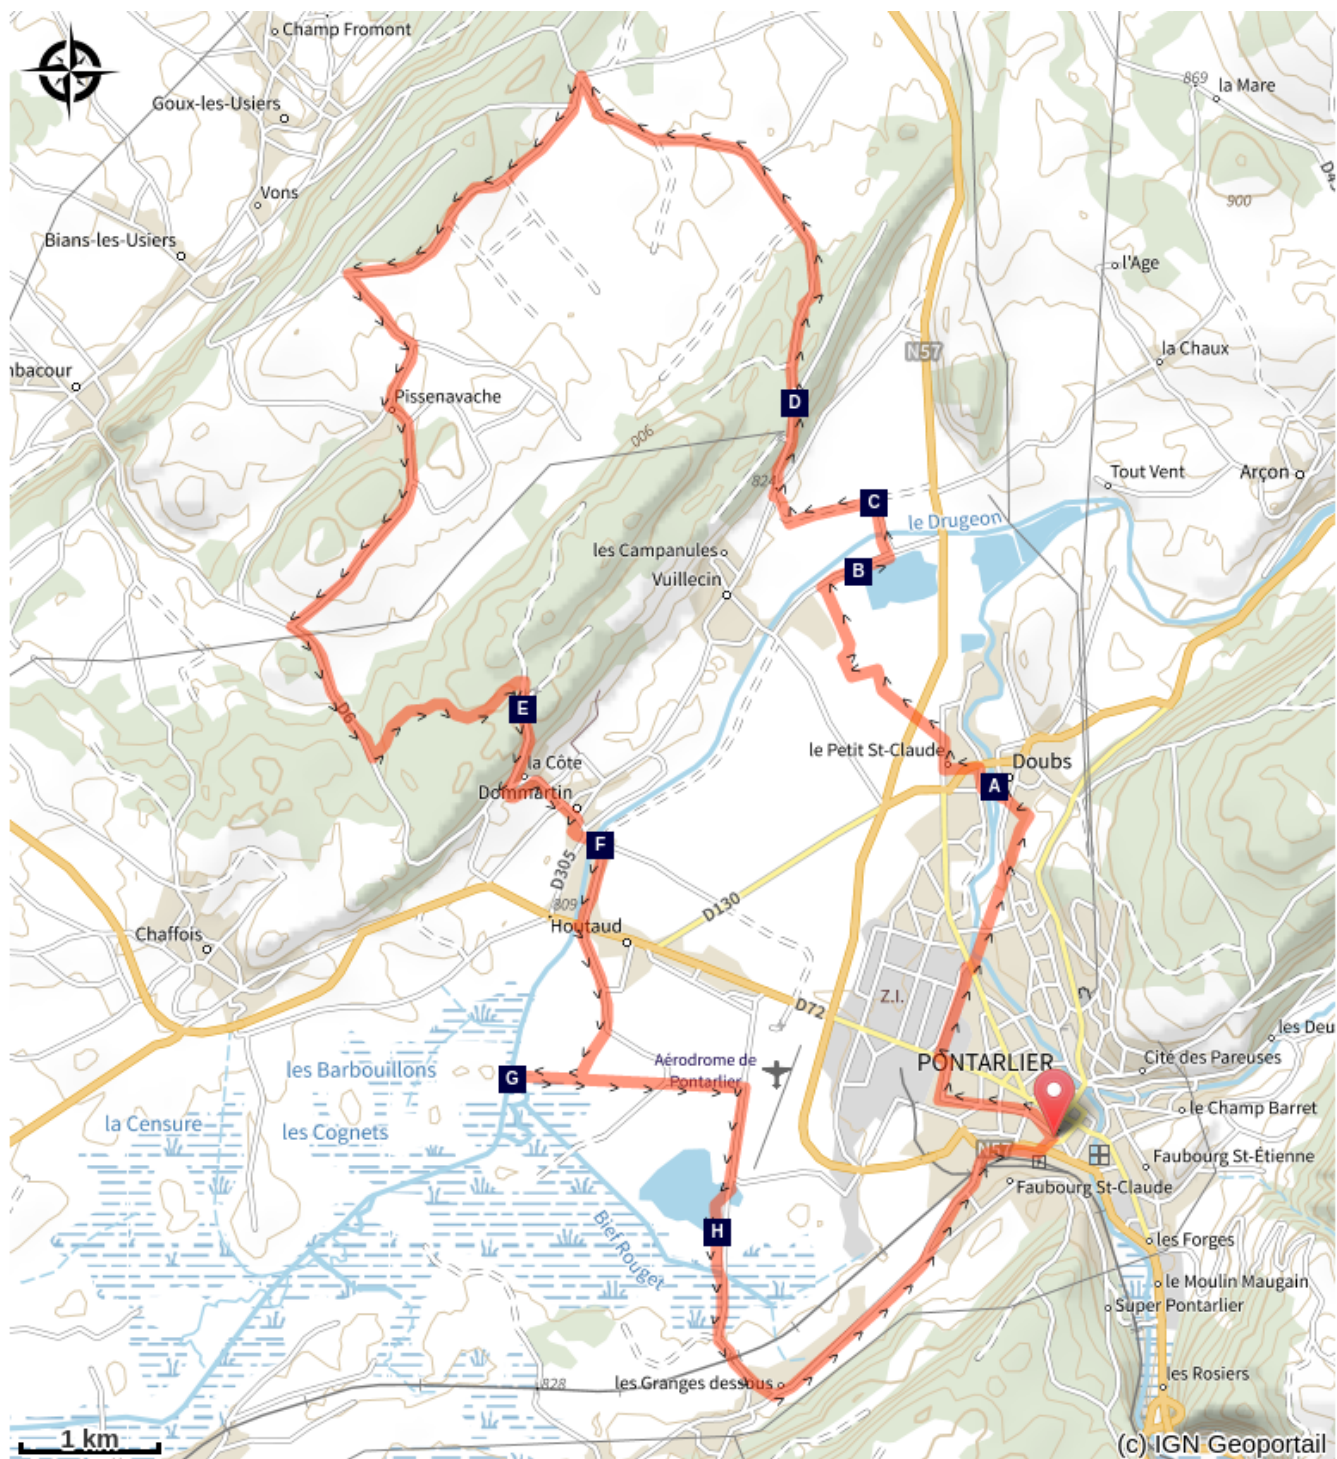 Champ Fromont
869
la Mare
Goux-les-Usiers
Vons
900
Bians-les-Usiers
l'Age
N57
la Chaux
Pissenavache
D
Tout Vent
Arçon
824
C
le Drugeon
les Campanules
B
Vuillecin
D6
E
le Petit St-Claude
la Côte
Doubs
A
Dommartin
F
D305
D130
809
Houtaud
Chaffois
Z.I.
D72
les Barbouillons
Aérodrome de
Pontarlier
PONTARLIER
Cité des Pareuses
G
la Censure
les Cognets
le Champ Barret
N57
Faubourg St-Étienne
Faubourg St-Claude
Bief Rouget
H
les Forges
le Moulin Maugain
Super Pontarlier
les Granges dessous
828
les Rosiers
1 km
(c) IGN Geoportail